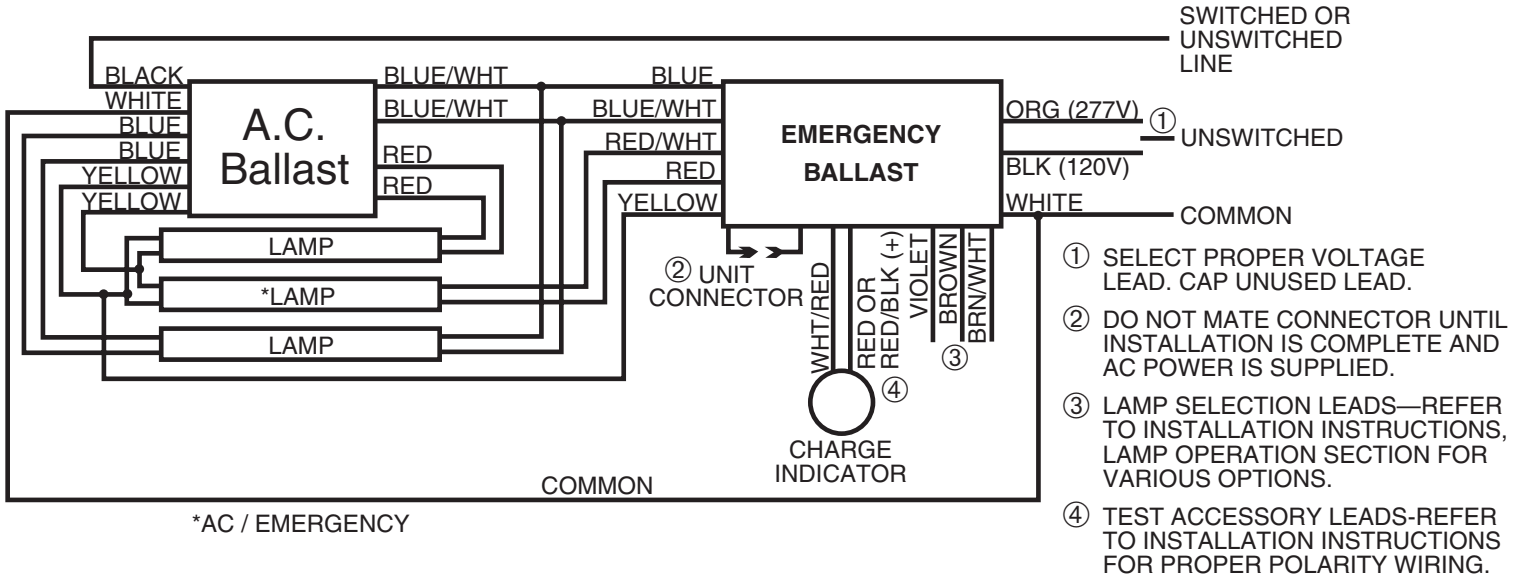 SWITCHED OR
UNSWITCHED
LINE
BLACK
WHITE
BLUE
BLUE
YELLOW
YELLOW
A.C.
Ballast
BLUE/WHT
BLUE/WHT
RED
RED
BLUE
BLUE/WHT
RED/WHT
RED
YELLOW
EMERGENCY
BALLAST
ORG (277V)
① UNSWITCHED
BLK (120V)
WHITE
COMMON
LAMP
*LAMP
LAMP
② UNIT
CONNECTOR
WHT/RED
RED OR
RED/BLK (+)
VIOLET
BROWN
BRN/WHT
③
④
CHARGE
INDICATOR
COMMON
*AC / EMERGENCY
① SELECT PROPER VOLTAGE
LEAD. CAP UNUSED LEAD.
② DO NOT MATE CONNECTOR UNTIL
INSTALLATION IS COMPLETE AND
AC POWER IS SUPPLIED.
③ LAMP SELECTION LEADS—REFER
TO INSTALLATION INSTRUCTIONS,
LAMP OPERATION SECTION FOR
VARIOUS OPTIONS.
④ TEST ACCESSORY LEADS-REFER
TO INSTALLATION INSTRUCTIONS
FOR PROPER POLARITY WIRING.